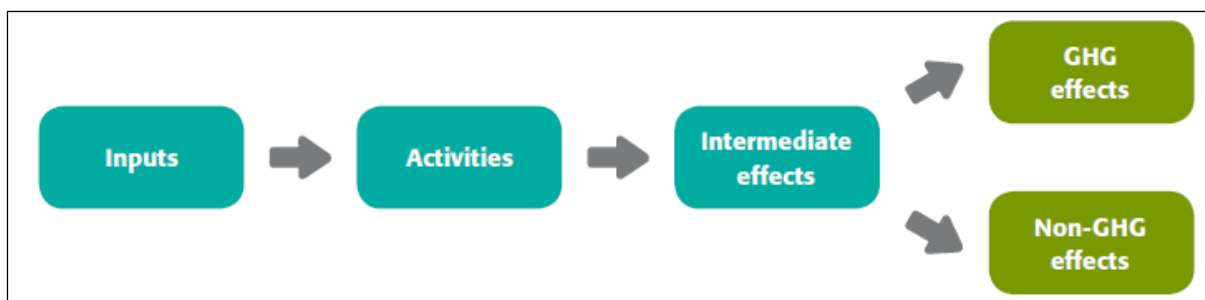 Inputs
Activities
Intermediate
effects
GHG
effects
Non-GHG
effects